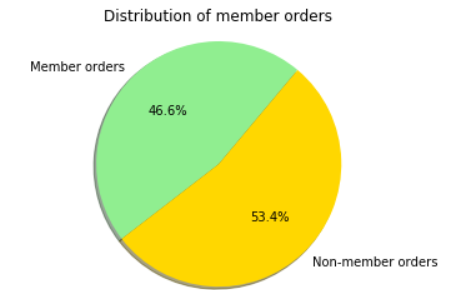 Distribution of member orders
Member orders
46.6%
53.4%
Non-member orders